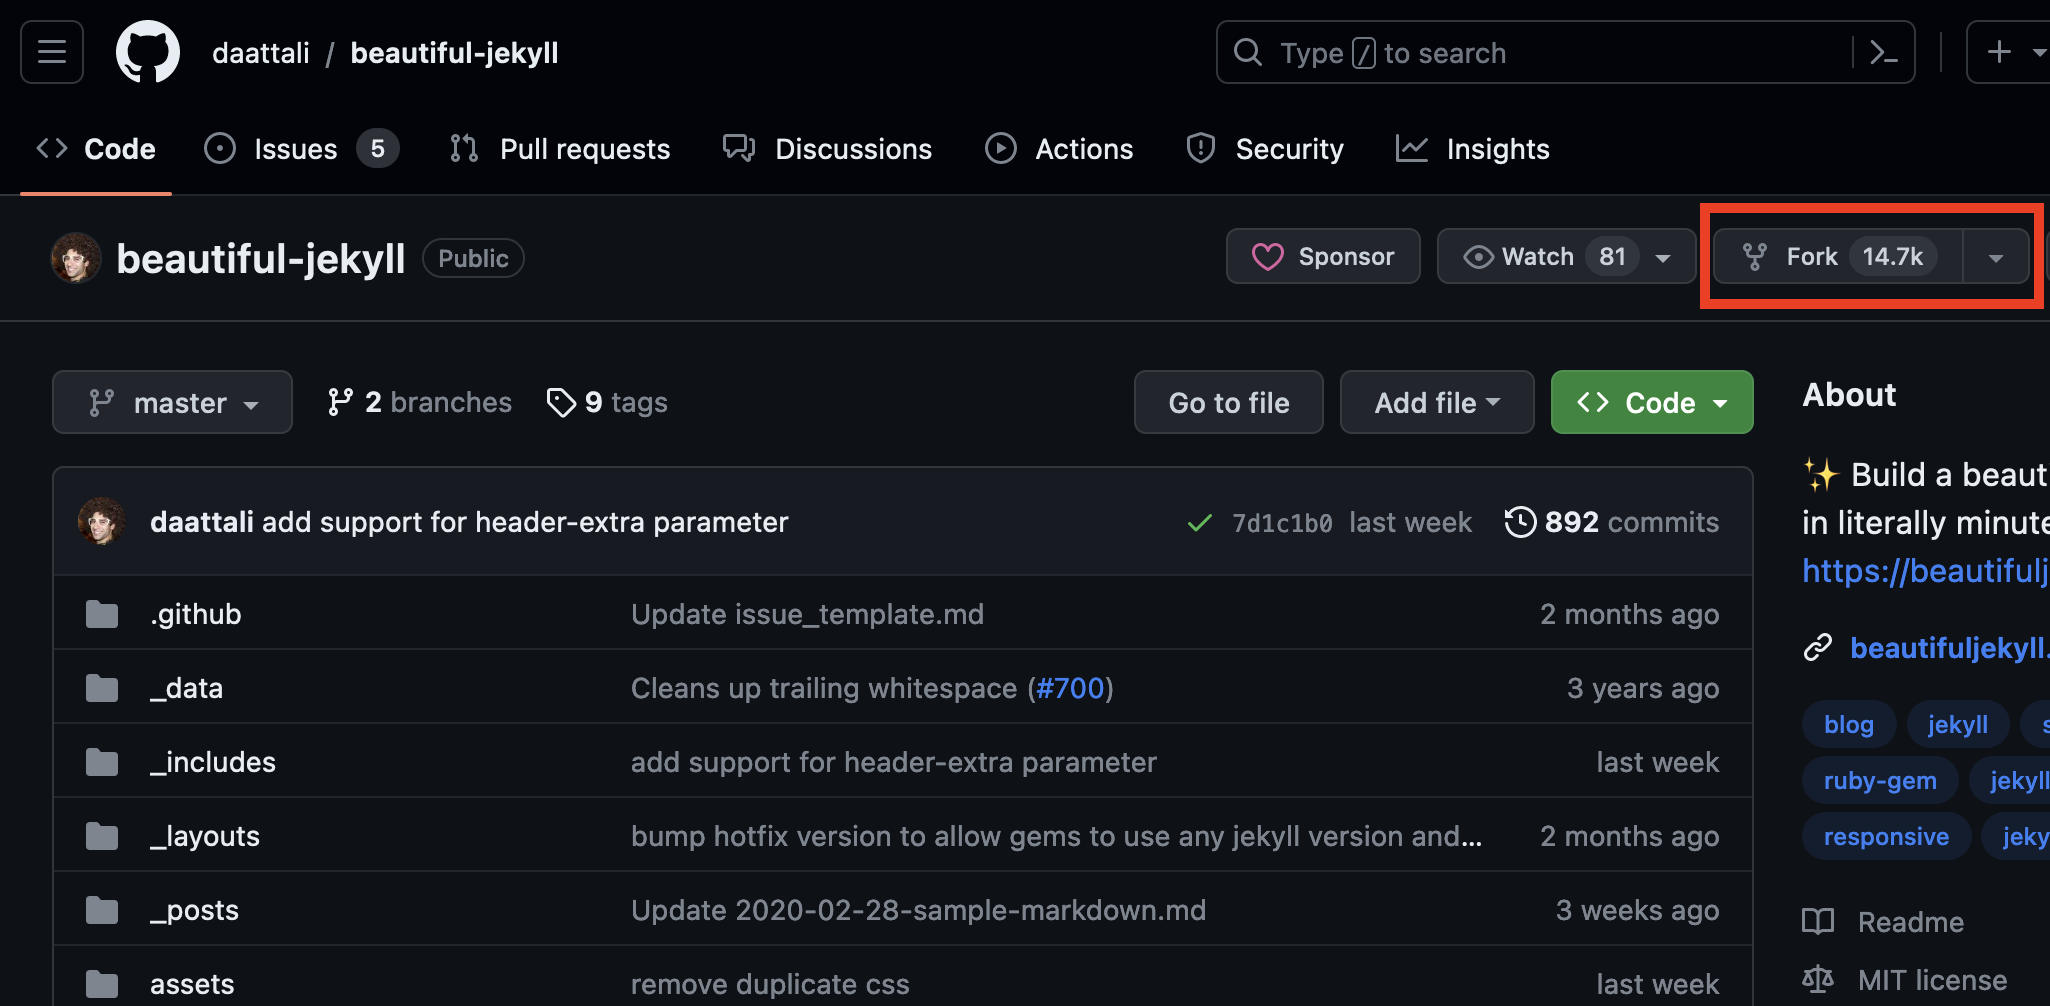 daattali / beautiful-jekyll
Type / to search
Code
Issues 5
Pull requests
Discussions
Actions
Security
Insights
beautiful-jekyll Public
Sponsor
Watch 81
Fork 14.7k
master
2 branches
9 tags
Go to file
Add file
Code
daattali add support for header-extra parameter
7d1c1b0 last week
892 commits
.github Update issue_template.md 2 months ago
_data Cleans up trailing whitespace (#700) 3 years ago
_includes add support for header-extra parameter last week
_layouts bump hotfix version to allow gems to use any jekyll version and... 2 months ago
_posts Update 2020-02-28-sample-markdown.md 3 weeks ago
assets remove duplicate css last week
About
✨ Build a beaut
in literally minute
https://beautifulj
beautifuljekyll.
blog jekyll s
ruby-gem jekyll
responsive jeky
Readme
MIT license